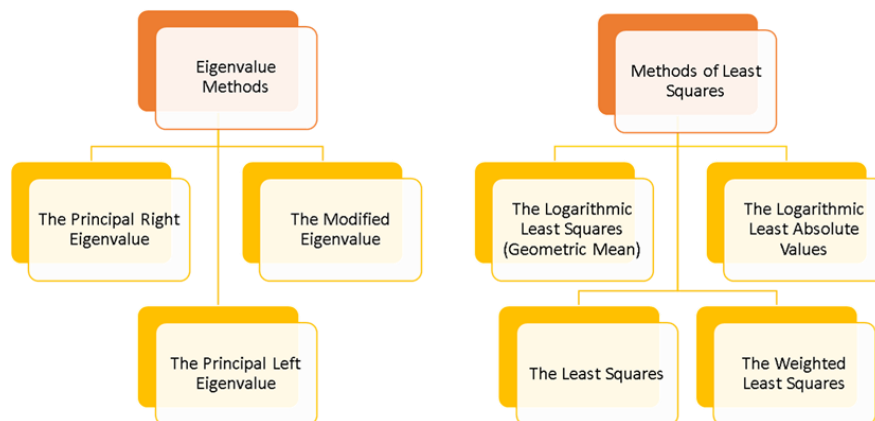 Eigenvalue
Methods
The Principal Right
Eigenvalue
The Modified
Eigenvalue
The Principal Left
Eigenvalue
Methods of Least
Squares
The Logarithmic
Least Squares
(Geometric Mean)
The Logarithmic
Least Absolute
Values
The Least Squares
The Weighted
Least Squares